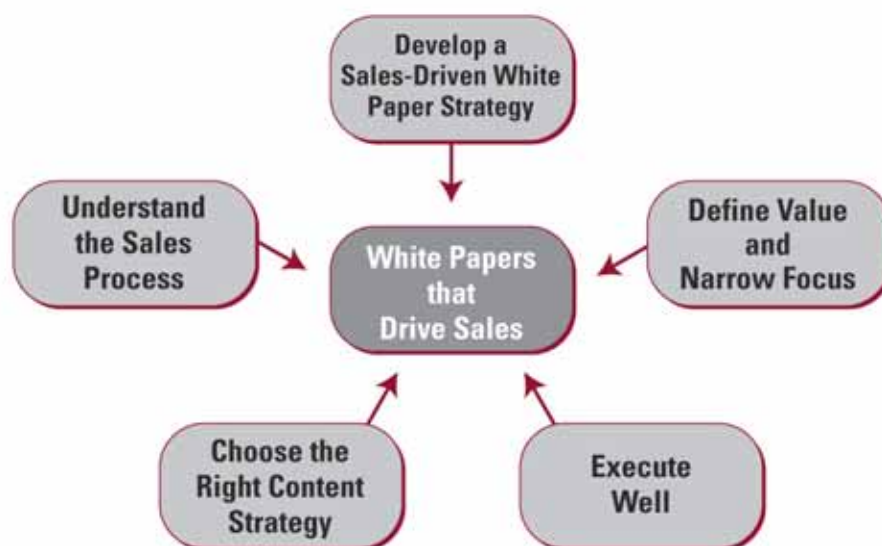 Develop a
Sales-Driven White
Paper Strategy
Understand
the Sales
Process
White Papers
that
Drive Sales
Define Value
and
Narrow Focus
Choose the
Right Content
Strategy
Execute
Well